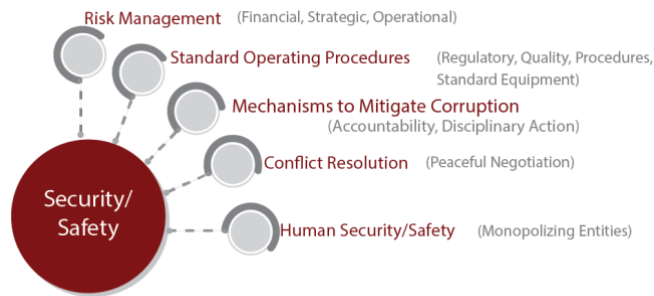 Risk Management (Financial, Strategic, Operational)
Standard Operating Procedures (Regulatory, Quality, Procedures,
Standard Equipment)
Mechanisms to Mitigate Corruption
(Accountability, Disciplinary Action)
Conflict Resolution (Peaceful Negotiation)
Security/
Safety
Human Security/Safety (Monopolizing Entities)